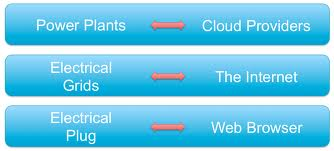 Power Plants Cloud Providers
Electrical Grids The Internet
Electrical Plug Web Browser